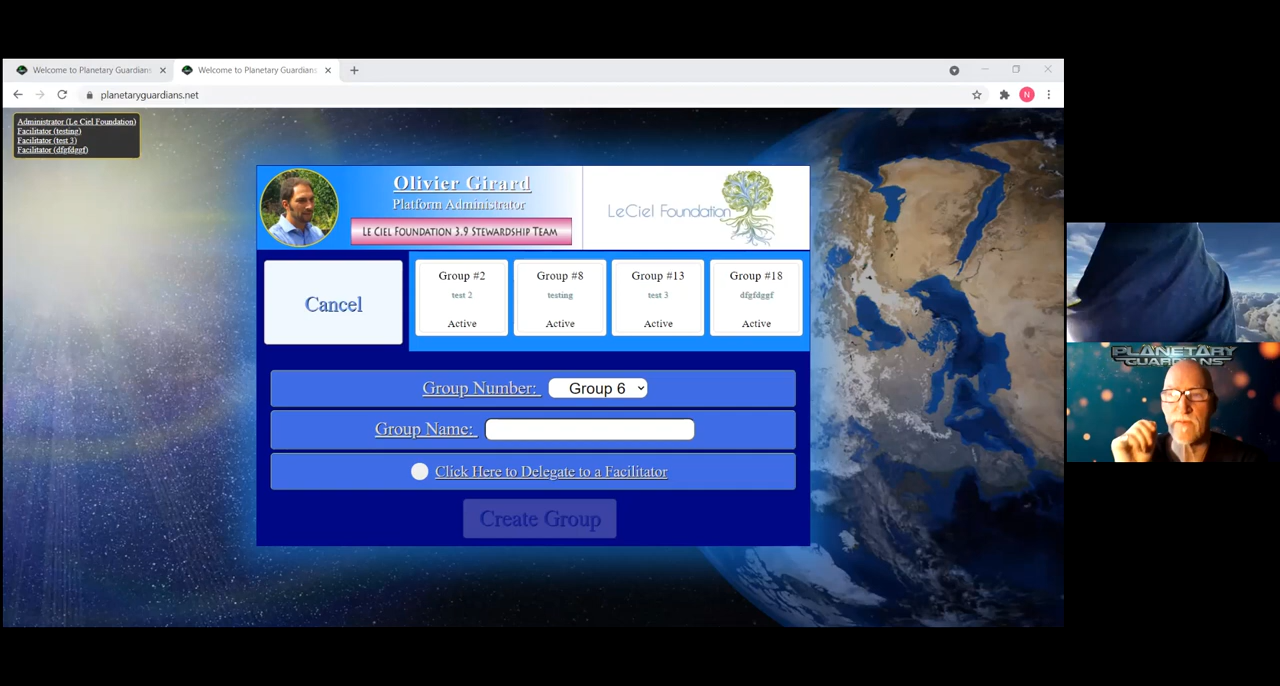 Welcome to Planetary Guardians
Welcome to Planetary Guardians
planetaryguardians.net
N
Administrator (Le Ciel Foundation)
Facilitator (testing)
Facilitator (test 3)
Facilitator (dfgfdggf)
Olivier Girard
Platform Administrator
LE CIEL FOUNDATION 3.9 STEWARDSHIP TEAM
LeCiel Foundation
Cancel
Group #2
test 2
Active
Group #8
testing
Active
Group #13
test 3
Active
Group #18
dfgfdggf
Active
Group Number:
Group 6
Group Name:
Click Here to Delegate to a Facilitator
Create Group
PLANETARY
GUARDIANS